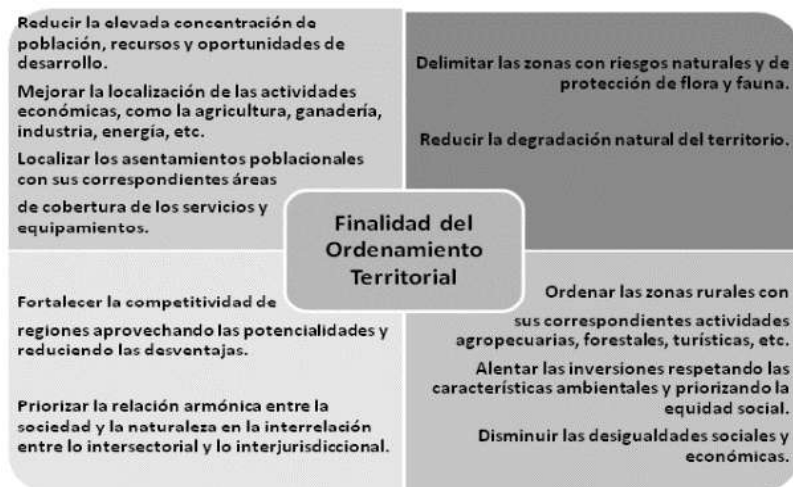 Reducir la elevada concentración de
población, recursos y oportunidades de
desarrollo.
Mejorar la localización de las actividades
económicas, como la agricultura, ganadería,
industria, energía, etc.
Localizar los asentamientos poblacionales
con sus correspondientes áreas
de cobertura de los servicios y
equipamientos.
Delimitar las zonas con riesgos naturales y de
protección de flora y fauna.
Reducir la degradación natural del territorio.
Finalidad del
Ordenamiento
Territorial
Fortalecer la competitividad de
regiones aprovechando las potencialidades y
reduciendo las desventajas.
Priorizar la relación armónica entre la
sociedad y la naturaleza en la interrelación
entre lo intersectorial y lo interjurisdiccional.
Ordenar las zonas rurales con
sus correspondientes actividades
agropecuarias, forestales, turísticas, etc.
Alentar las inversiones respetando las
características ambientales y priorizando la
equidad social.
Disminuir las desigualdades sociales y
económicas.